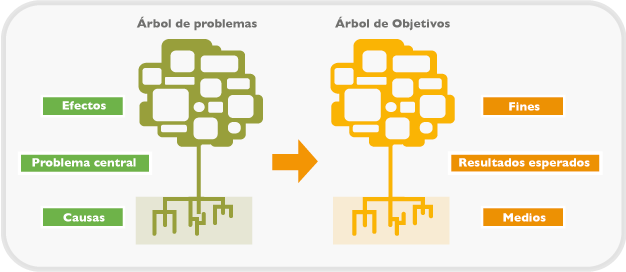 Árbol de problemas
Árbol de Objetivos
Efectos
Fines
Problema central
Resultados esperados
Causas
Medios